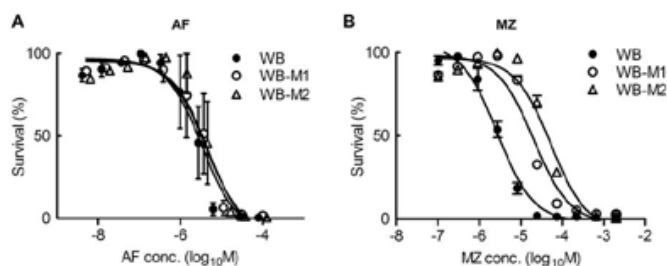 A
AF
Survival (%)
100
50
0
WB
WB-M1
WB-M2
-8
-6
-4
AF conc. (log₁₀M)
B
MZ
Survival (%)
100
50
0
WB
WB-M1
WB-M2
-8
-7
-6
-5
-4
-3
-2
MZ conc. (log₁₀M)